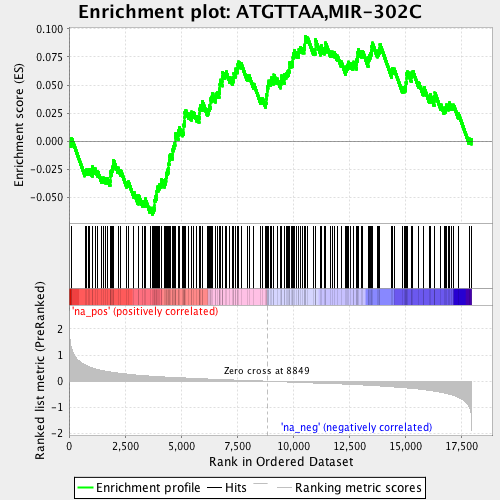 Enrichment plot: ATGTTAA,MIR-302C
Enrichment score (ES)
0.100
0.075
0.050
0.025
0.000
-0.025
-0.050
'na_pos' (positively correlated)
Ranked list metric (PreRanked)
2
1
0
-1
-2
Zero cross at 8849
'na_neg' (negatively correlated)
0
2,500
5,000
7,500
10,000
12,500
15,000
17,500
Rank in Ordered Dataset
Enrichment profile
Hits
Ranking metric scores